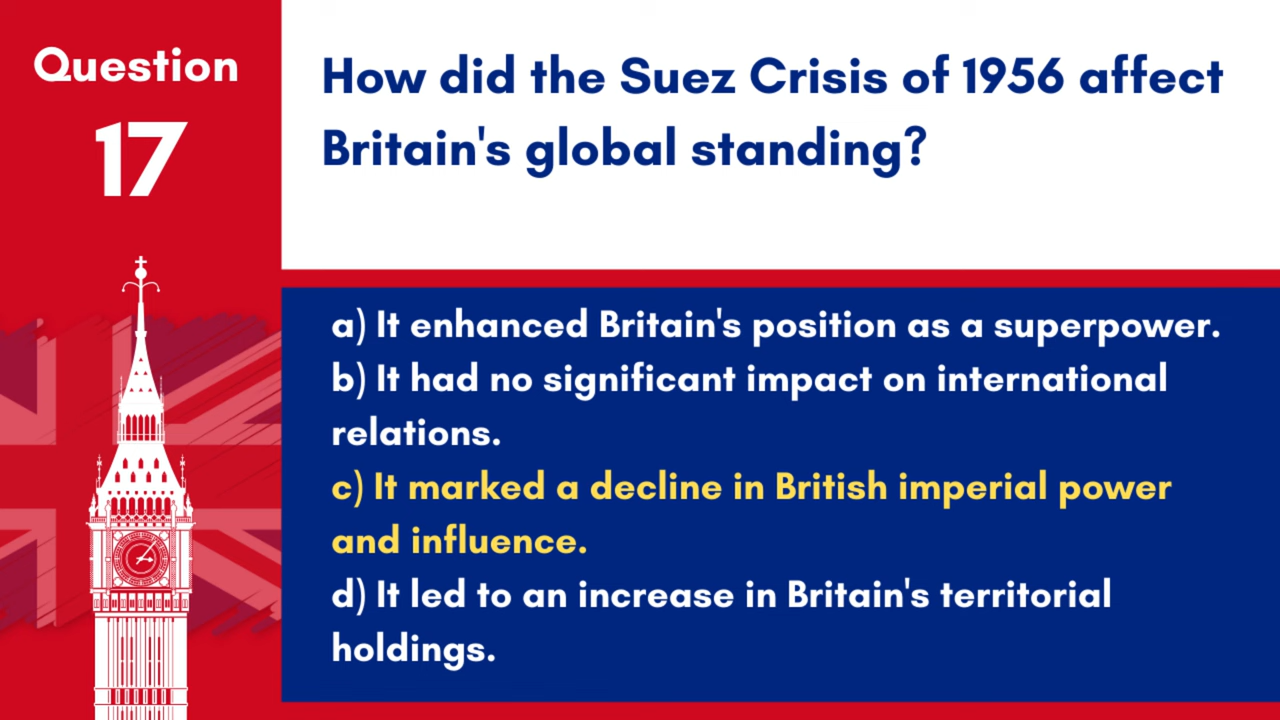 Question
17
How did the Suez Crisis of 1956 affect
Britain's global standing?
a) It enhanced Britain's position as a superpower.
b) It had no significant impact on international
relations.
c) It marked a decline in British imperial power
and influence.
d) It led to an increase in Britain's territorial
holdings.